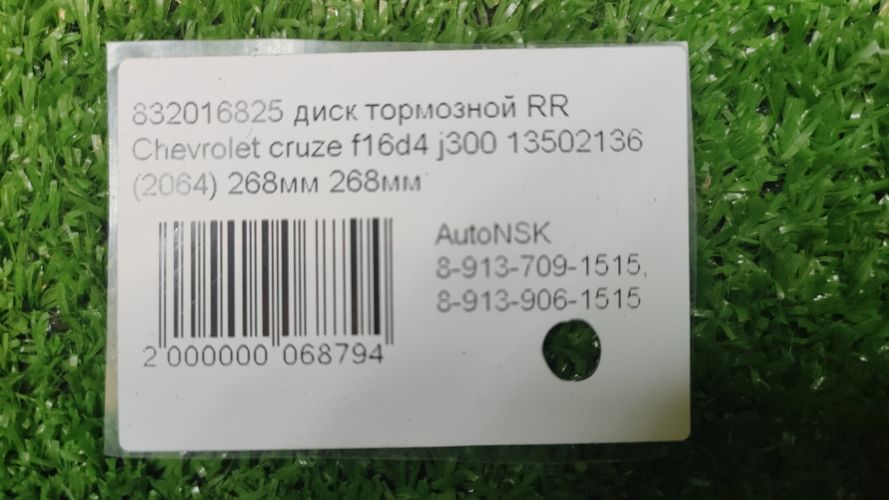 832016825 диск тормозной RR
Chevrolet cruze f16d4 j300 13502136
(2064) 268мм 268мм
AutoNSK
8-913-709-1515,
8-913-906-1515
2 000000 068794